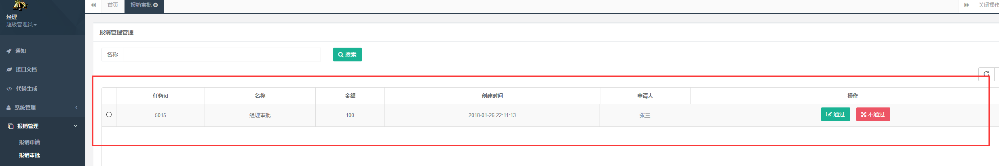 首页
报销审批
关闭操作
经理
超级管理员
通知
接口文档
代码生成
系统管理
报销管理
报销申请
报销审批
报销管理管理
名称
搜索
任务id 名称 金额 创建时间 申请人 操作
5015 经理审批 100 2018-01-26 22:11:13 张三 通过 不通过